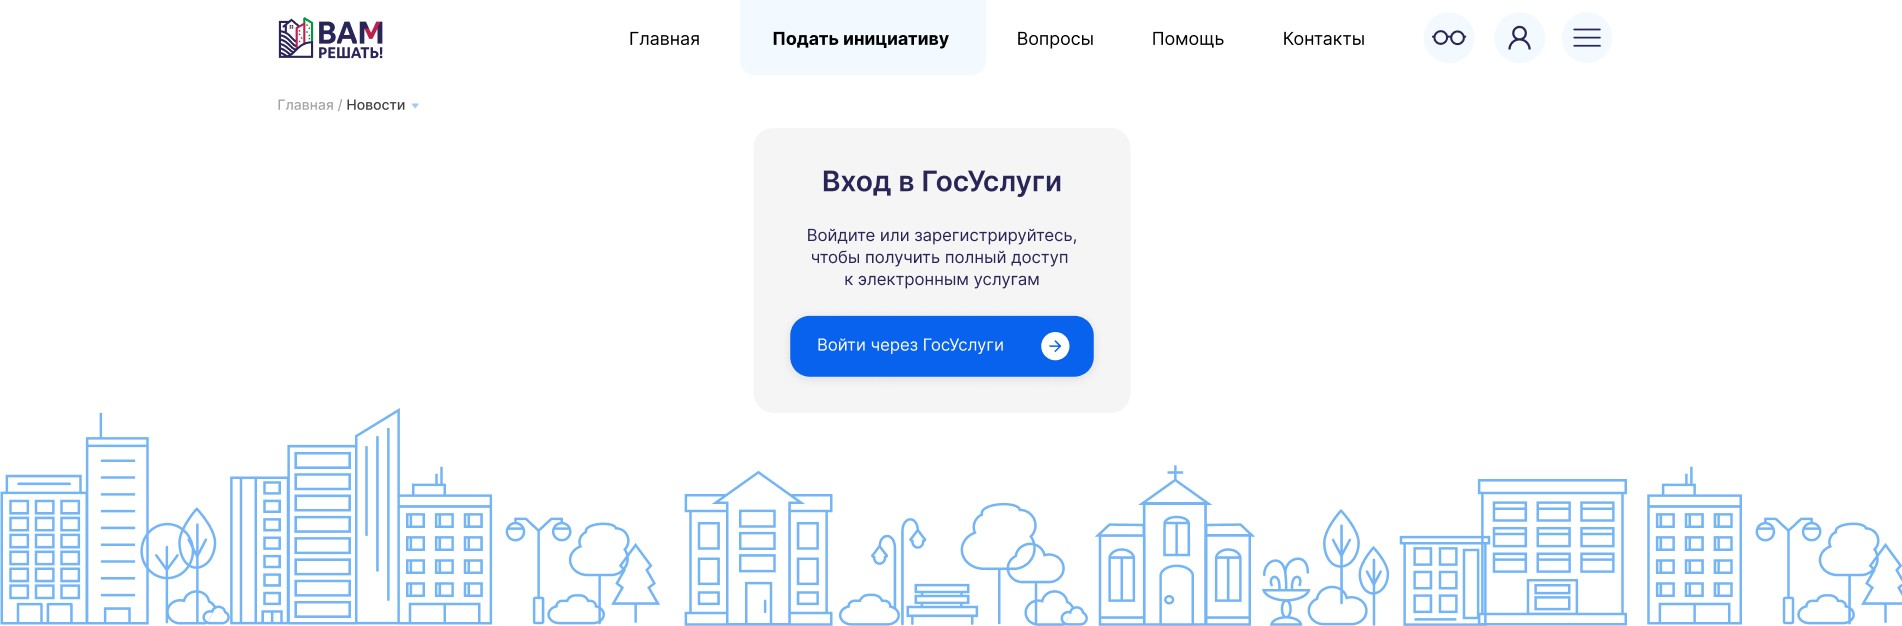 ВАМ
РЕШАТЬ!
Главная
Подать инициативу
Вопросы
Помощь
Контакты
Главная / Новости
Вход в ГосУслуги
Войдите или зарегистрируйтесь,
чтобы получить полный доступ
к электронным услугам
Войти через ГосУслуги